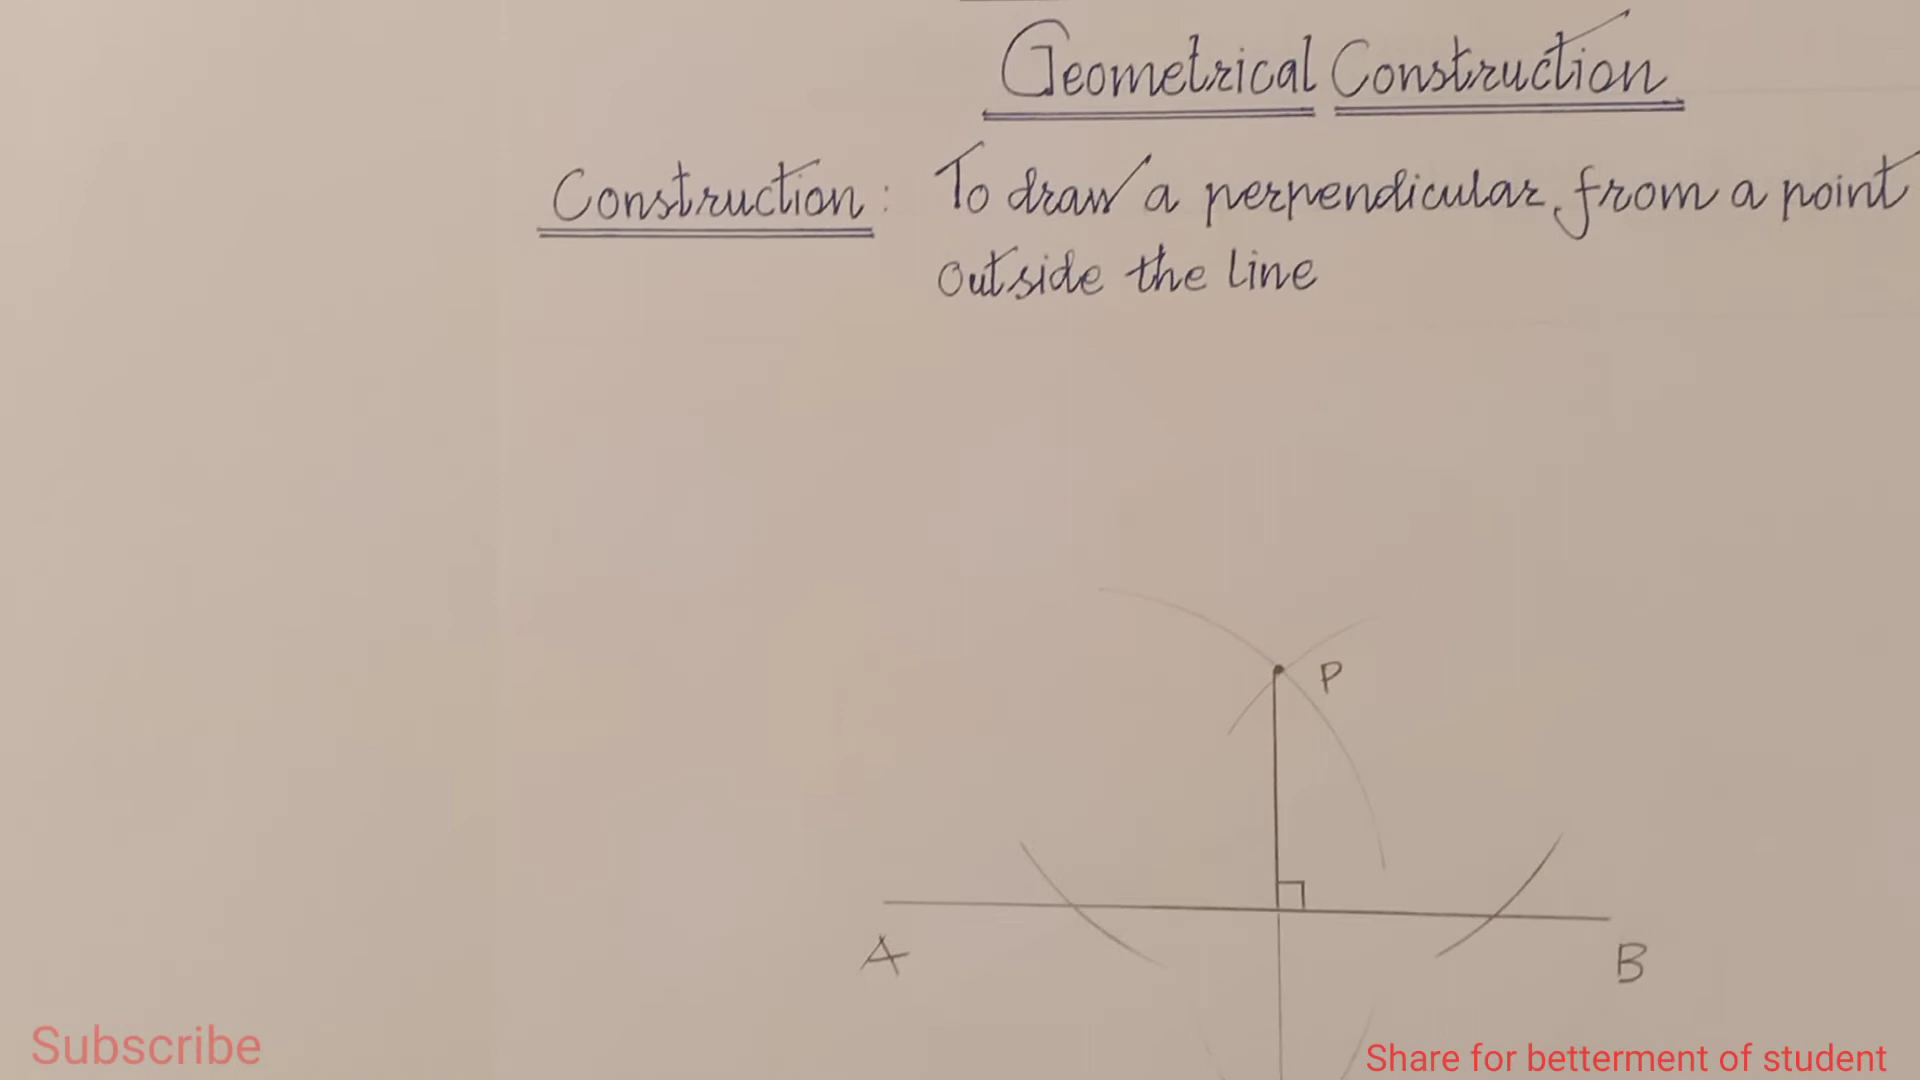 Geometrical Construction
Construction: To draw a perpendicular, from a point
outside the line
P
A
B
Subscribe
Share for betterment of student